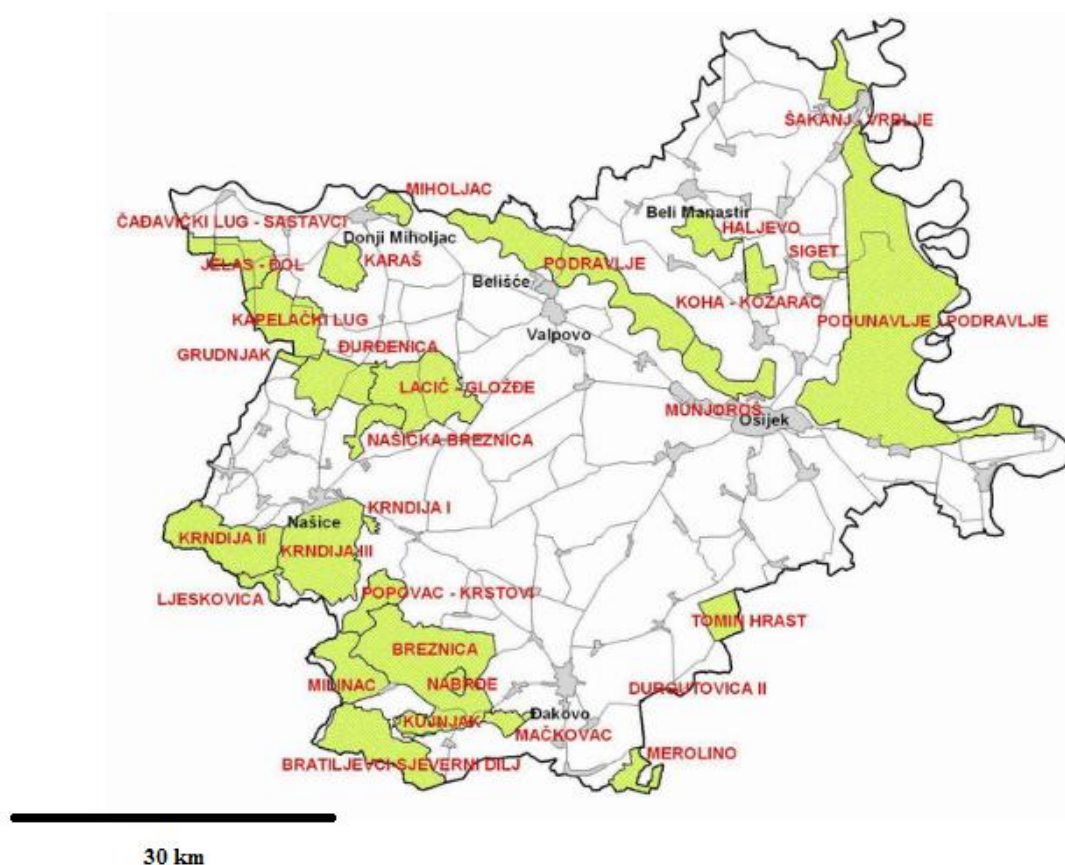 ŠAKANJ - VRBLJE
MIHOLJAC
Beli Manastir
ČAĐAVIČKI LUG - SASTAVCI
HALJEVO
Donji Miholjac
SIGET
KARAŠ
PODRAVLJE
JELAS - ĐOL
Belišće
KOHA - KOZARAC
KAPELAČKI LUG
PODUNAVLJE - PODRAVLJE
Valpovo
ĐURĐENICA
GRUDNJAK
LACIĆ - GLOŽĐE
MUNJOROŠ
Osijek
NAŠIČKA BREZNICA
KRNDIJA I
Našice
KRNDIJA II
KRNDIJA III
POPOVAC - KRSTOVI
LJESKOVICA
TOMIN HRAST
BREZNICA
MILINAC
NABRĐE
DURGUTOVICA II
Đakovo
KUJNJAK
MAČKOVAC
MEROLINO
BRATILJEVCI-SJEVERNI DILJ
30 km